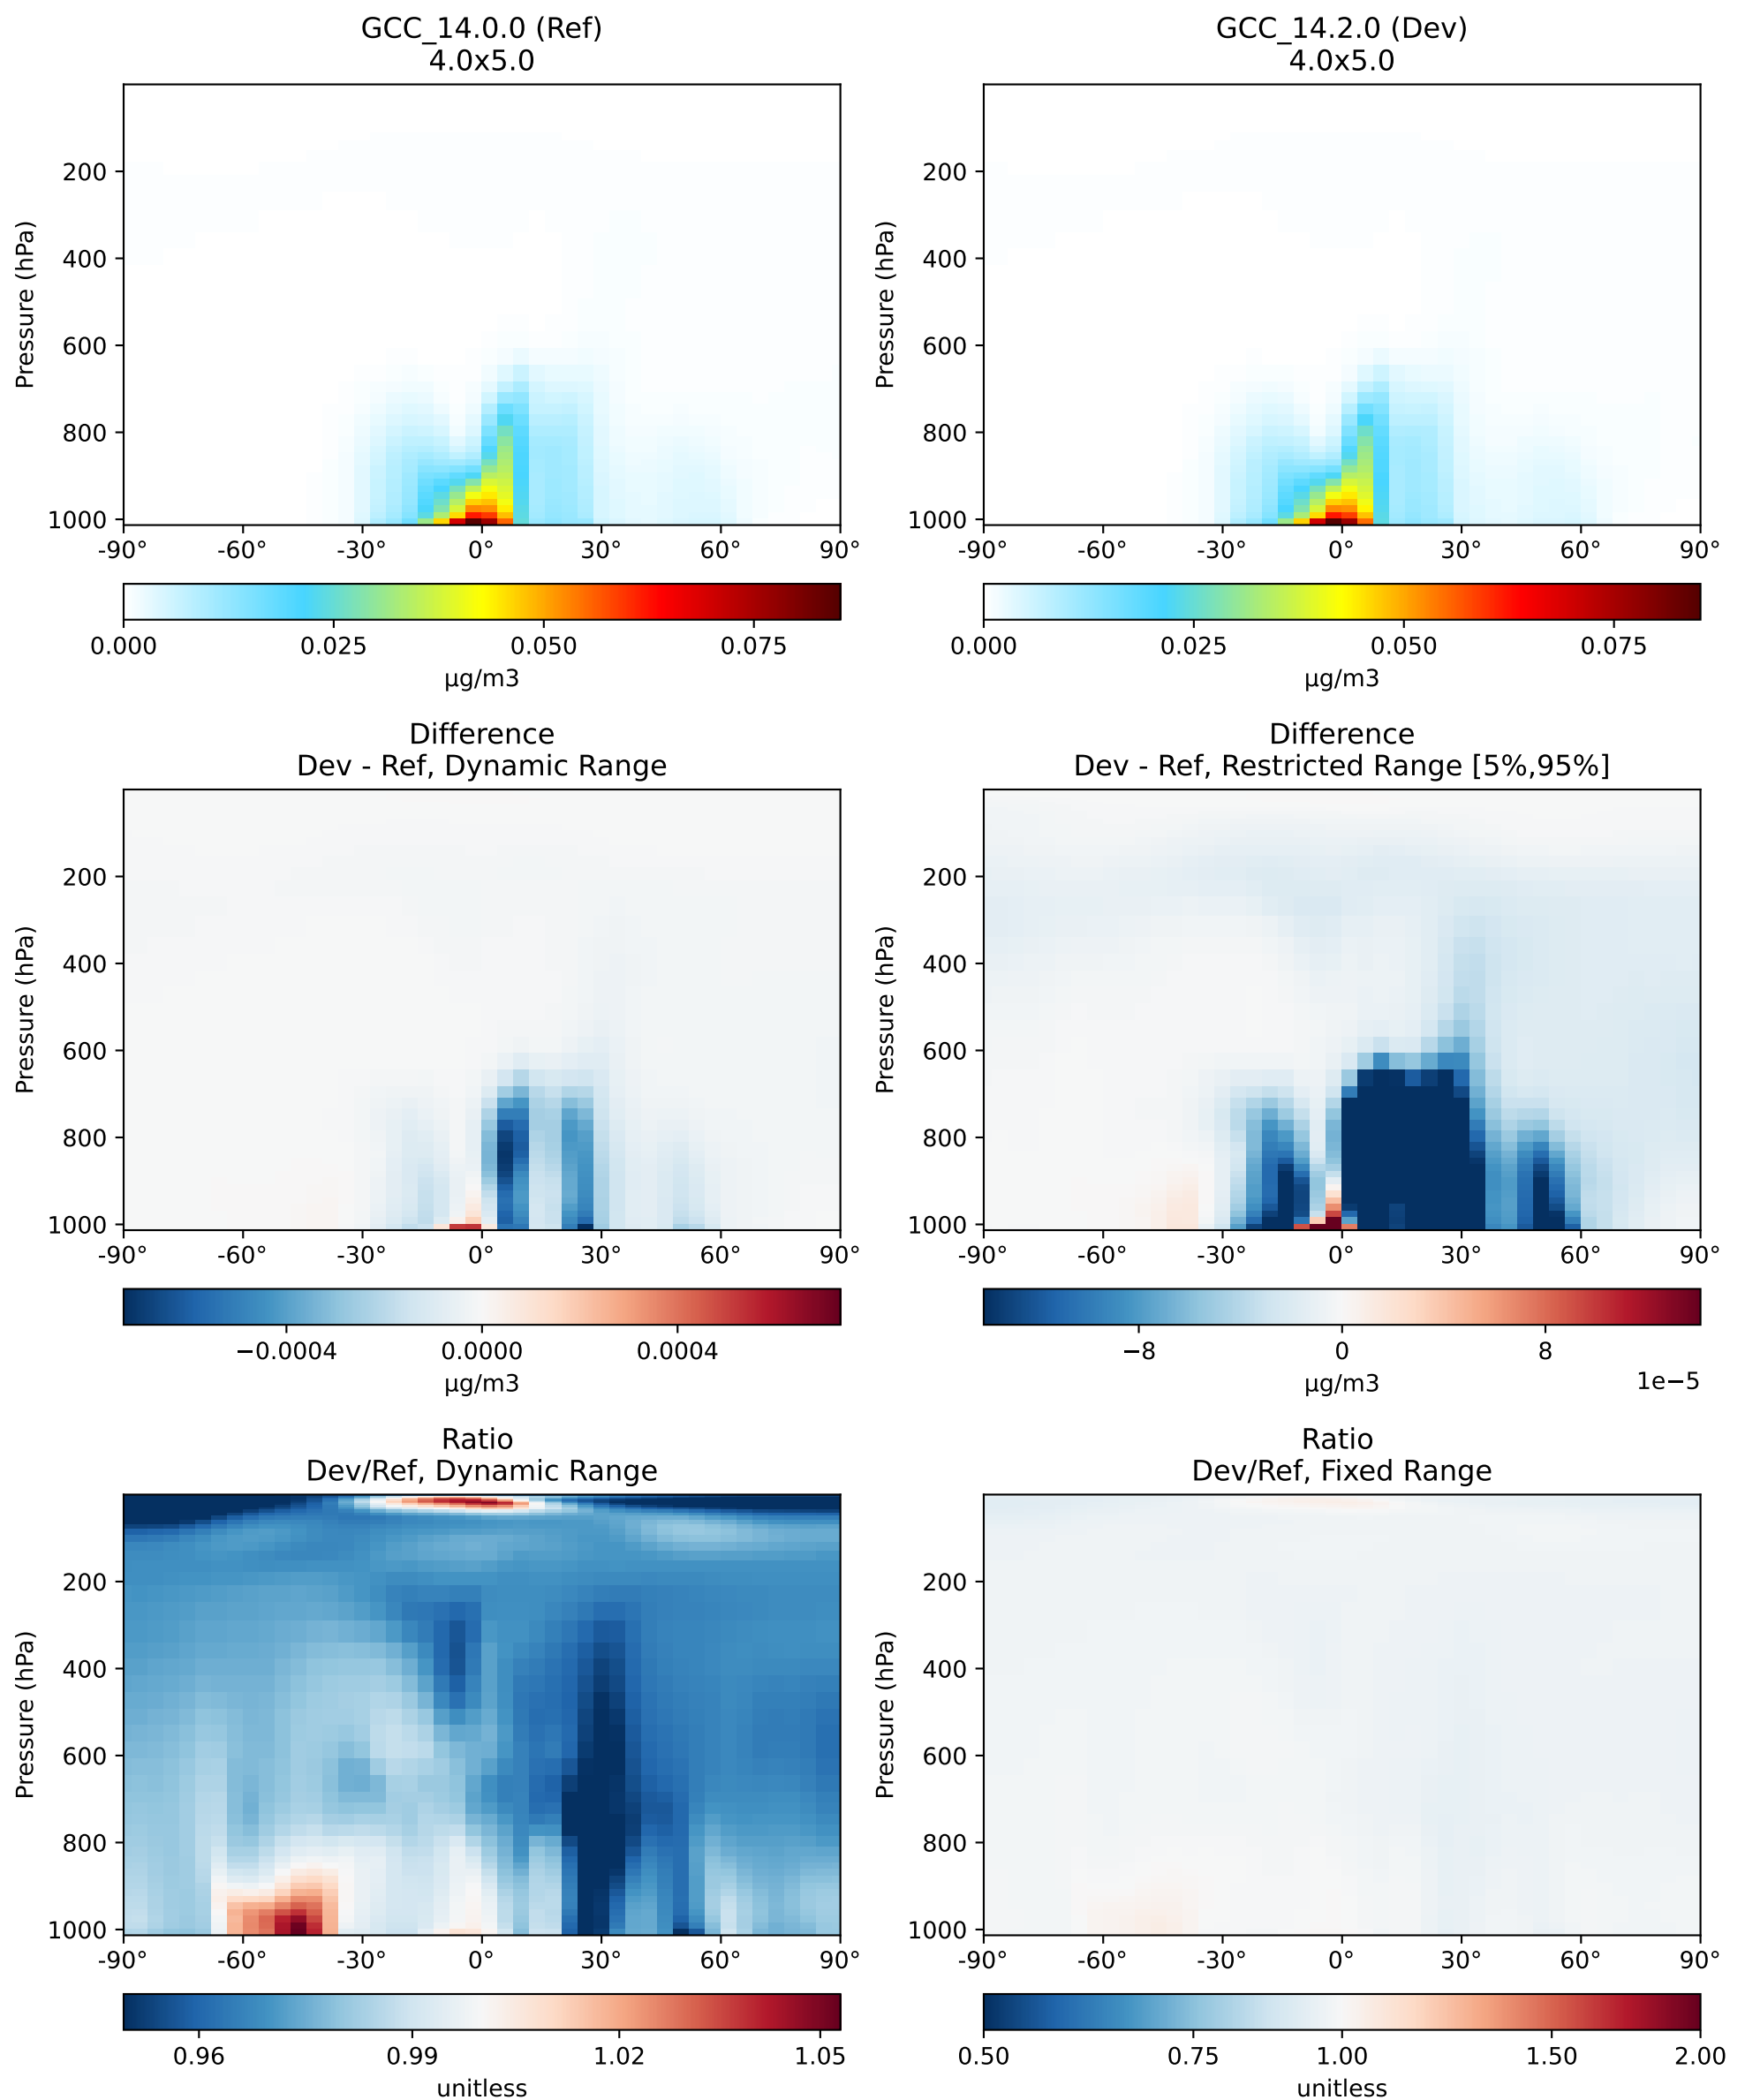 GCC_14.0.0 (Ref)
4.0x5.0
GCC_14.2.0 (Dev)
4.0x5.0
Pressure (hPa)
200
400
600
800
1000
-90° -60° -30° 0° 30° 60° 90°
0.000 0.025 0.050 0.075
µg/m3
Pressure (hPa)
200
400
600
800
1000
-90° -60° -30° 0° 30° 60° 90°
0.000 0.025 0.050 0.075
µg/m3
Difference
Dev - Ref, Dynamic Range
Pressure (hPa)
200
400
600
800
1000
-90° -60° -30° 0° 30° 60° 90°
−0.0004 0.0000 0.0004
µg/m3
Difference
Dev - Ref, Restricted Range [5%,95%]
Pressure (hPa)
200
400
600
800
1000
-90° -60° -30° 0° 30° 60° 90°
−8 0 8
µg/m3
1e−5
Ratio
Dev/Ref, Dynamic Range
Pressure (hPa)
200
400
600
800
1000
-90° -60° -30° 0° 30° 60° 90°
0.96 0.99 1.02 1.05
unitless
Ratio
Dev/Ref, Fixed Range
Pressure (hPa)
200
400
600
800
1000
-90° -60° -30° 0° 30° 60° 90°
0.50 0.75 1.00 1.50 2.00
unitless